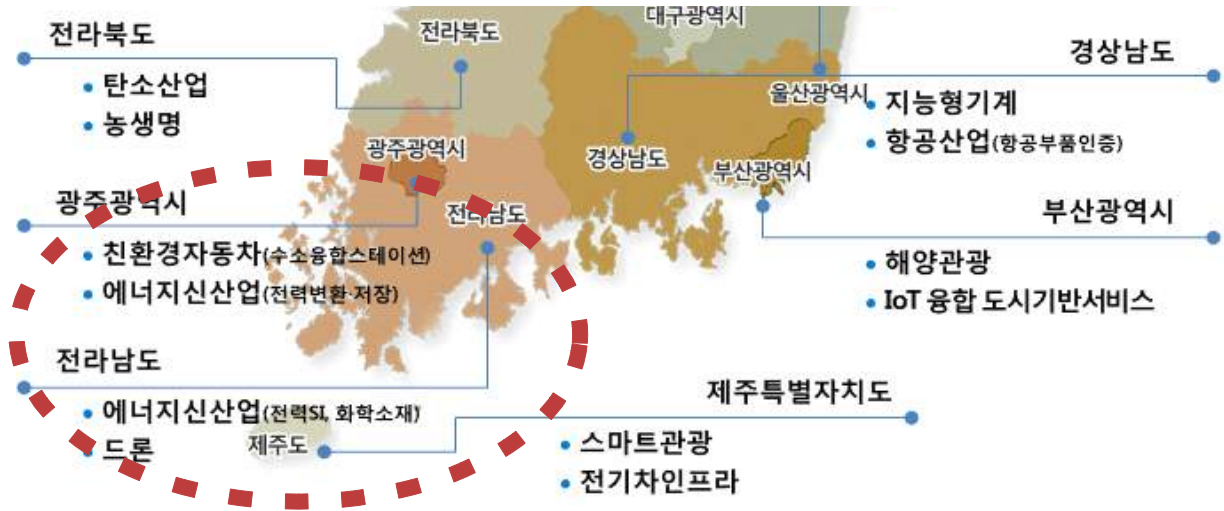 전라북도
• 탄소산업
• 농생명
광주광역시
• 친환경자동차(수소융합스테이션)
• 에너지신산업(전력변환·저장)
전라남도
• 에너지신산업(전력SI, 화학소재)
• 드론
대구광역시
전라북도
울산광역시
광주광역시
경상남도
부산광역시
전라남도
제주도
경상남도
• 지능형기계
• 항공산업(항공부품인증)
부산광역시
• 해양관광
• IoT 융합 도시기반서비스
제주특별자치도
• 스마트관광
• 전기차인프라